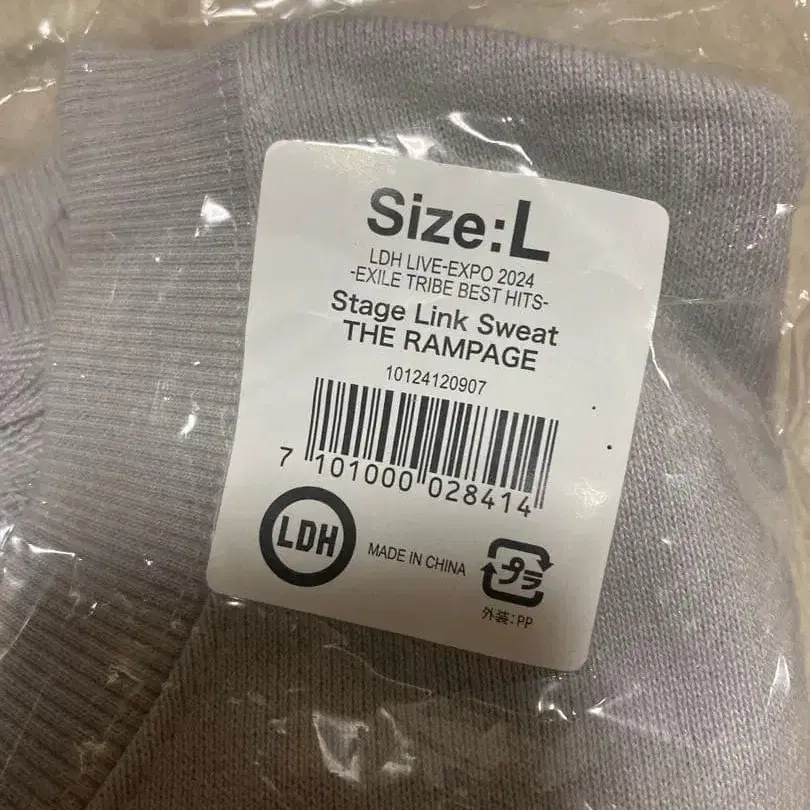 Size:L
LDH LIVE-EXPO 2024
-EXILE TRIBE BEST HITS-
Stage Link Sweat
THE RAMPAGE
10124120907
7 101000 028414
LDH
MADE IN CHINA
プラ
外装:PP